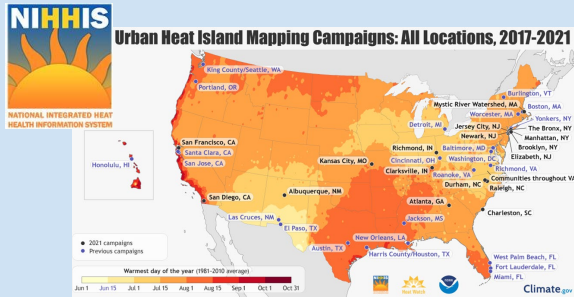 NIHHIS
NATIONAL INTEGRATED HEAT
HEALTH INFORMATION SYSTEM
Urban Heat Island Mapping Campaigns: All Locations, 2017-2021
King County/Seattle, WA
Portland, OR
Burlington, VT
Mystic River Watershed, MA
Boston, MA
Worcester, MA
Yonkers, NY
Detroit, MI
Jersey City, NJ
The Bronx, NY
Newark, NJ
Manhattan, NY
San Francisco, CA
Richmond, IN
Baltimore, MD
Brooklyn, NY
Santa Clara, CA
Kansas City, MO
Cincinnati, OH
Washington, DC
Elizabeth, NJ
San Jose, CA
Clarksville, IN
Richmond, VA
Honolulu, HI
Roanoke, VA
Communities throughout VA
Durham, NC
Raleigh, NC
San Diego, CA
Albuquerque, NM
Atlanta, GA
Charleston, SC
Las Cruces, NM
Jackson, MS
El Paso, TX
New Orleans, LA
2021 campaigns
Previous campaigns
Austin, TX
Harris County/Houston, TX
West Palm Beach, FL
Fort Lauderdale, FL
Miami, FL
Warmest day of the year (1981-2010 average)
Jun 1 Jun 15 Jul 1 Jul 15 Aug 1 Aug 15 Sep 1 Oct 1 Oct 31
Heat Watch
NOAA
Climate.gov